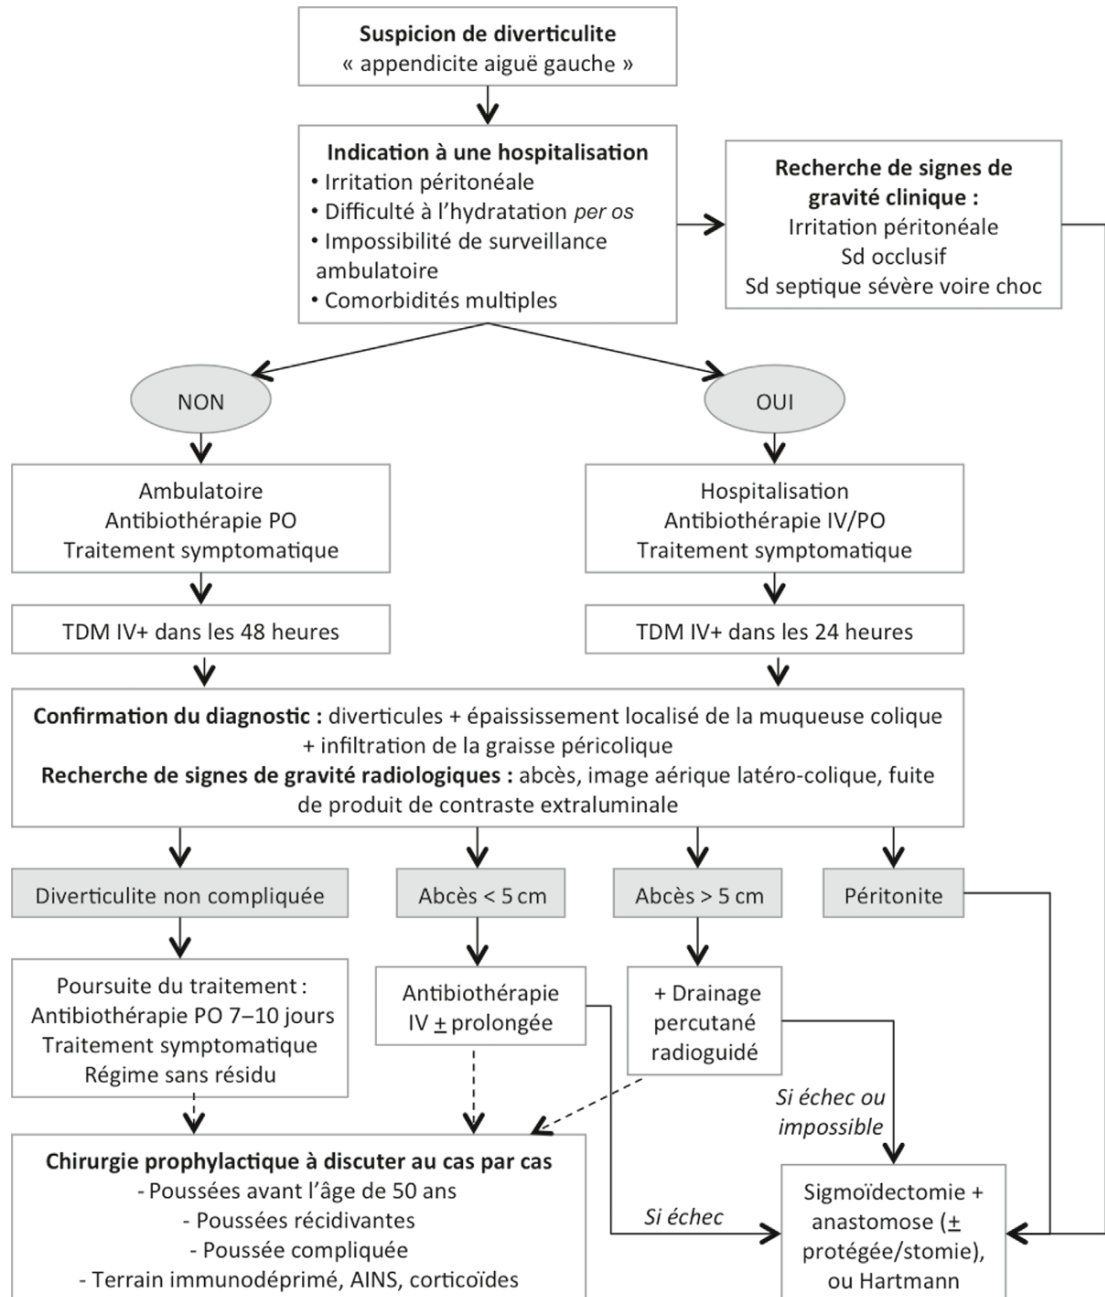 Suspicion de diverticulite
« appendicite aiguë gauche »
Indication à une hospitalisation
• Irritation péritonéale
• Difficulté à l'hydratation per os
• Impossibilité de surveillance
ambulatoire
• Comorbidités multiples
Recherche de signes de
gravité clinique :
Irritation péritonéale
Sd occlusif
Sd septique sévère voire choc
NON
OUI
Ambulatoire
Antibiothérapie PO
Traitement symptomatique
Hospitalisation
Antibiothérapie IV/PO
Traitement symptomatique
TDM IV+ dans les 48 heures
TDM IV+ dans les 24 heures
Confirmation du diagnostic : diverticules + épaississement localisé de la muqueuse colique
+ infiltration de la graisse péricolique
Recherche de signes de gravité radiologiques : abcès, image aérique latéro-colique, fuite
de produit de contraste extraluminale
Diverticulite non compliquée
Abcès < 5 cm
Abcès > 5 cm
Péritonite
Poursuite du traitement :
Antibiothérapie PO 7–10 jours
Traitement symptomatique
Régime sans résidu
Antibiothérapie
IV ± prolongée
+ Drainage
percutané
radioguidé
Si échec ou
impossible
Chirurgie prophylactique à discuter au cas par cas
- Poussées avant l'âge de 50 ans
- Poussées récidivantes
- Poussée compliquée
- Terrain immunodéprimé, AINS, corticoïdes
Si échec
Sigmoïdectomie +
anastomose (±
protégée/stomie),
ou Hartmann